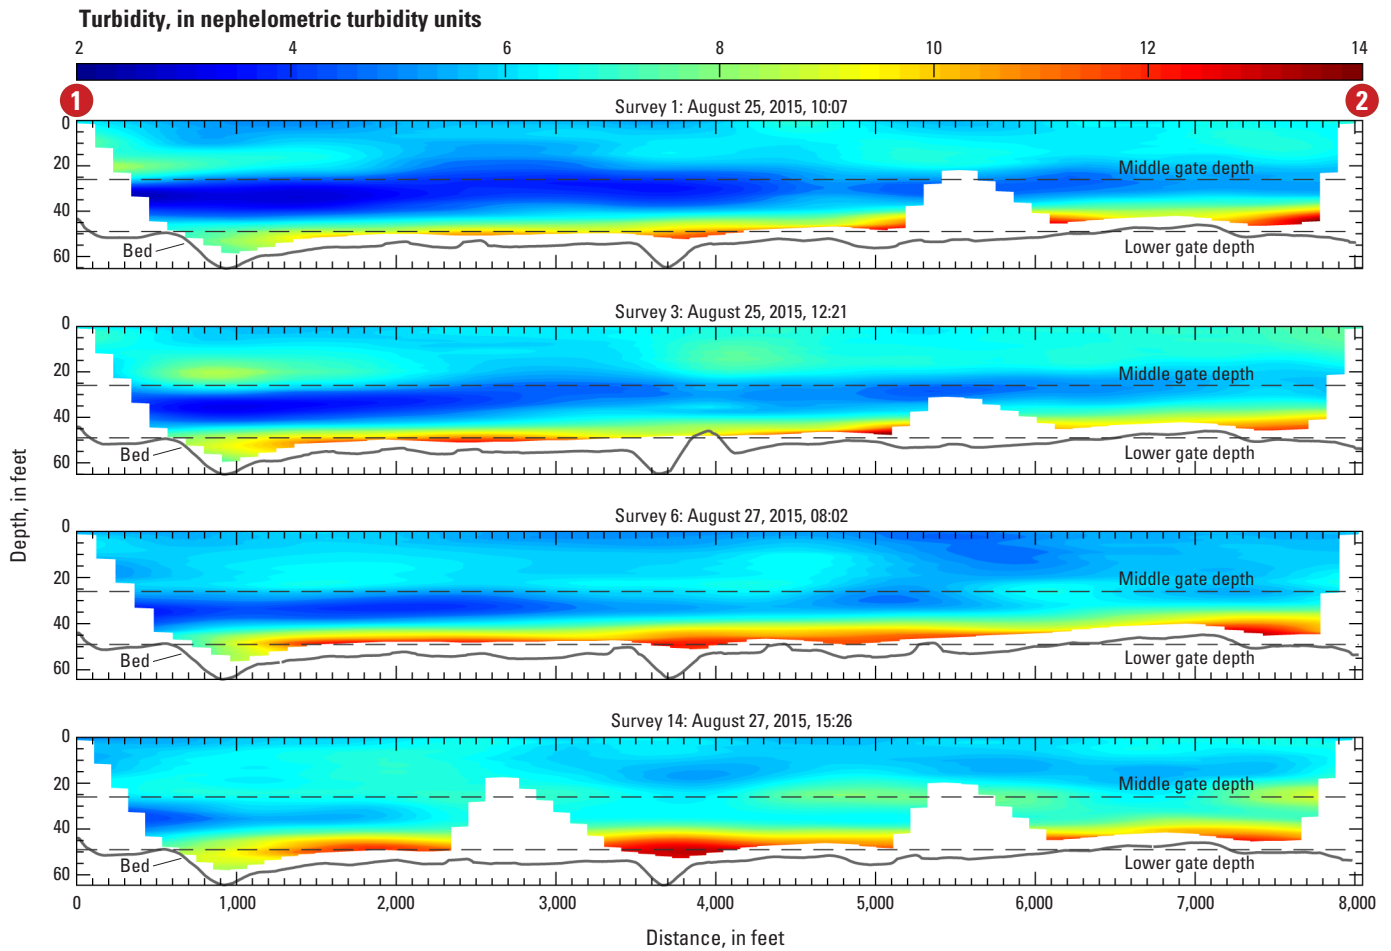 Turbidity, in nephelometric turbidity units
2 4 6 8 10 12 14
1 2
Survey 1: August 25, 2015, 10:07
0
20
40
60
Middle gate depth
Lower gate depth
Bed
Survey 3: August 25, 2015, 12:21
0
20
40
60
Middle gate depth
Lower gate depth
Bed
Depth, in feet
Survey 6: August 27, 2015, 08:02
0
20
40
60
Middle gate depth
Lower gate depth
Bed
Survey 14: August 27, 2015, 15:26
0
20
40
60
Middle gate depth
Lower gate depth
Bed
0 1,000 2,000 3,000 4,000 5,000 6,000 7,000 8,000
Distance, in feet